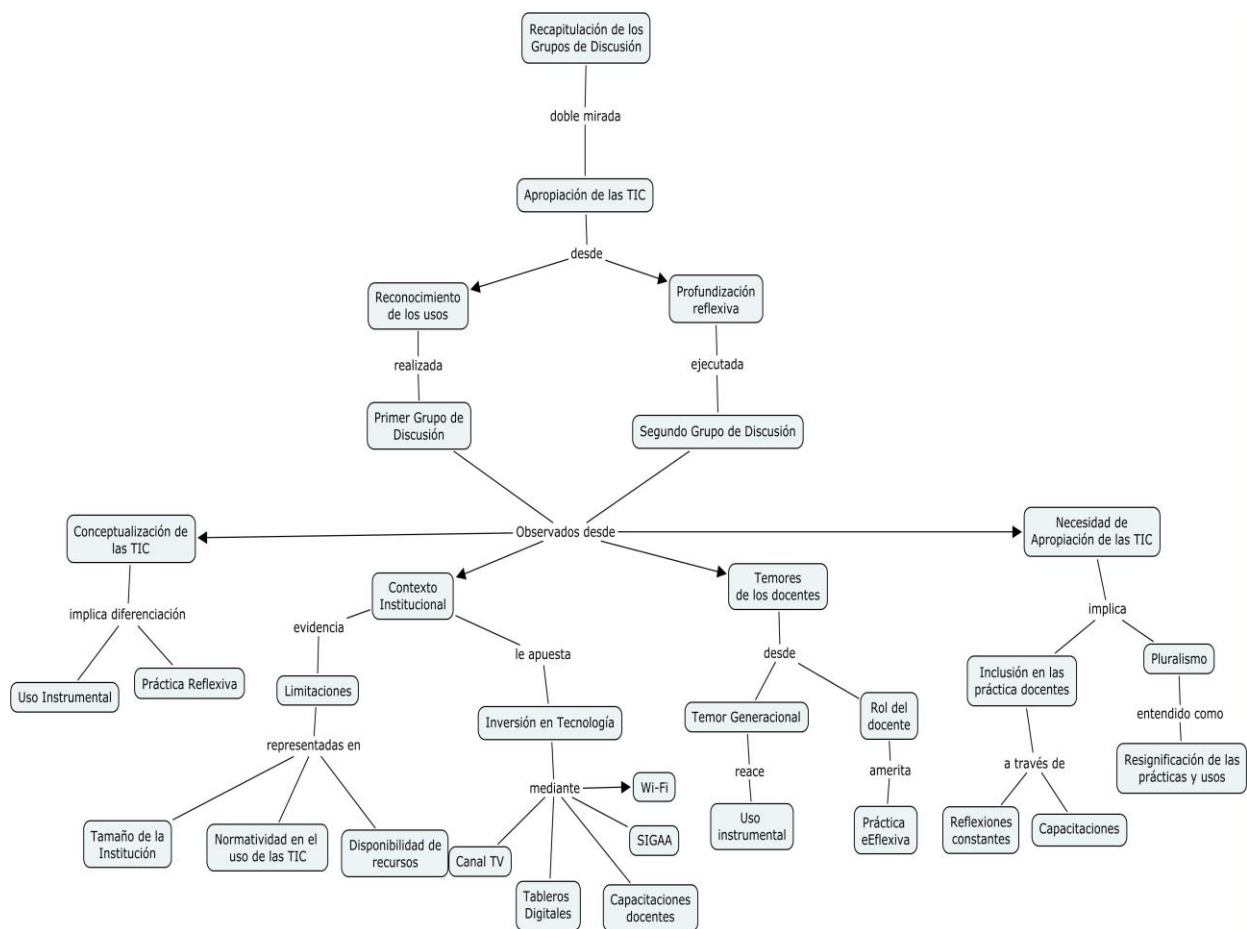 Recapitulación de los
Grupos de Discusión
doble mirada
Apropiación de las TIC
desde
Reconocimiento
de los usos
Profundización
reflexiva
realizada
ejecutada
Primer Grupo de
Discusión
Segundo Grupo de Discusión
Observados desde
Conceptualización de
las TIC
Contexto
Institucional
Temores
de los docentes
Necesidad de
Apropiación de las TIC
implica diferenciación
Uso Instrumental
Práctica Reflexiva
evidencia
Limitaciones
representadas en
Tamaño de la
Institución
Normatividad en el
uso de las TIC
Disponibilidad de
recursos
le apuesta
Inversión en Tecnología
mediante
Wi-Fi
SIGAA
Canal TV
Tableros
Digitales
Capacitaciones
docentes
desde
Temor Generacional
Rol del
docente
reace
amerita
Uso
instrumental
Práctica
eEflexiva
implica
Inclusión en las
práctica docentes
Pluralismo
a través de
entendido como
Reflexiones
constantes
Capacitaciones
Resignificación de las
prácticas y usos